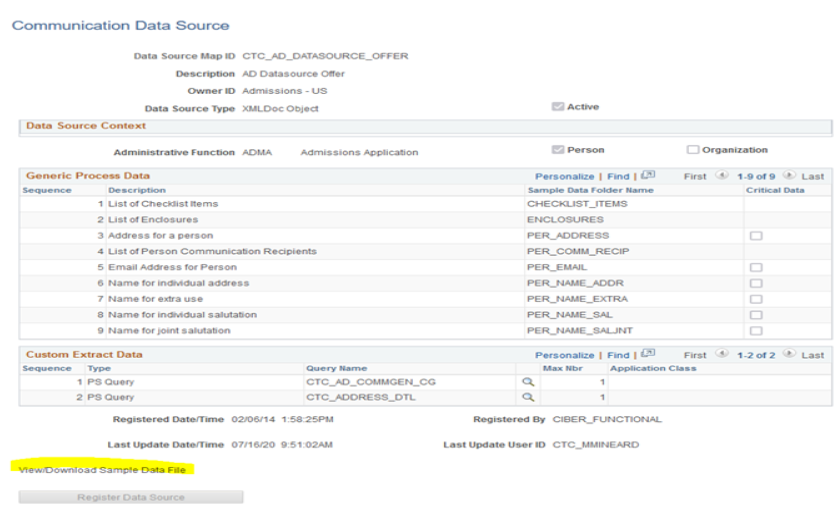 Communication Data Source
Data Source Map ID CTC_AD_DATASOURCE_OFFER
Description AD Datasource Offer
Owner ID Admissions - US
Data Source Type XMLDoc Object Active
Data Source Context
Administrative Function ADMA Admissions Application Person Organization
Generic Process Data Personalize | Find | First 1-9 of 9 Last
Sequence Description Sample Data Folder Name Critical Data
1 List of Checklist Items CHECKLIST_ITEMS
2 List of Enclosures ENCLOSURES
3 Address for a person PER_ADDRESS
4 List of Person Communication Recipients PER_COMM_RECIP
5 Email Address for Person PER_EMAIL
6 Name for individual address PER_NAME_ADDR
7 Name for extra use PER_NAME_EXTRA
8 Name for individual salutation PER_NAME_SAL
9 Name for joint salutation PER_NAME_SALJNT
Custom Extract Data Personalize | Find | First 1-2 of 2 Last
Sequence Type Query Name Max Nbr Application Class
1 PS Query CTC_AD_COMMGEN_CG 1
2 PS Query CTC_ADDRESS_DTL 1
Registered Date/Time 02/06/14 1:58:25PM Registered By CIBER_FUNCTIONAL
Last Update Date/Time 07/16/20 9:51:02AM Last Update User ID CTC_MMINEARD
View/Download Sample Data File
Register Data Source